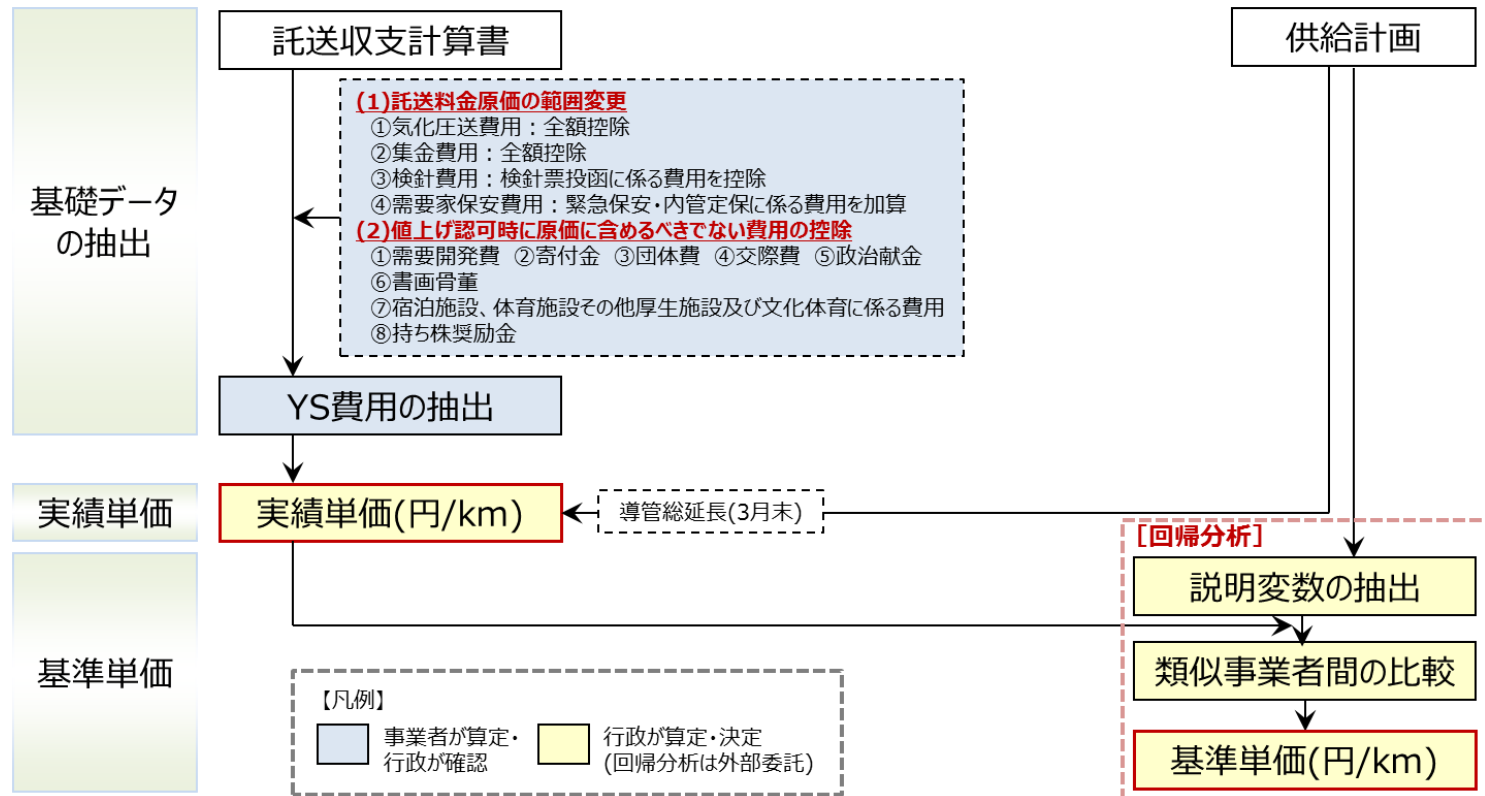 託送収支計算書
供給計画
基礎データ
の抽出
(1)託送料金原価の範囲変更
①気化圧送費用：全額控除
②集金費用：全額控除
③検針費用：検針票投函に係る費用を控除
④需要家保安費用：緊急保安・内管定保に係る費用を加算
(2)値上げ認可時に原価に含めるべきでない費用の控除
①需要開発費 ②寄付金 ③団体費 ④交際費 ⑤政治献金
⑥書画骨董
⑦宿泊施設、体育施設その他厚生施設及び文化体育に係る費用
⑧持ち株奨励金
YS費用の抽出
実績単価
実績単価(円/km)
導管総延長(3月末)
基準単価
［回帰分析］
説明変数の抽出
類似事業者間の比較
基準単価(円/km)
【凡例】
事業者が算定・
行政が確認
行政が算定・決定
(回帰分析は外部委託)